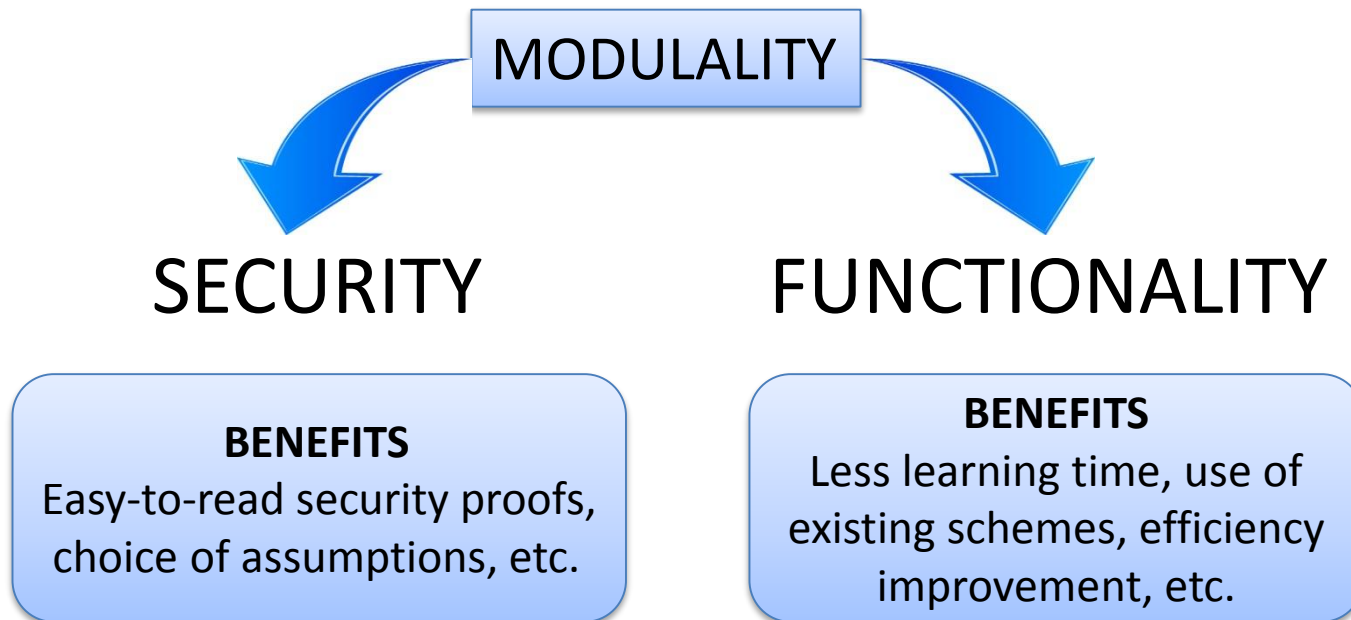 MODULALITY
SECURITY
FUNCTIONALITY
BENEFITS
Easy-to-read security proofs,
choice of assumptions, etc.
BENEFITS
Less learning time, use of
existing schemes, efficiency
improvement, etc.